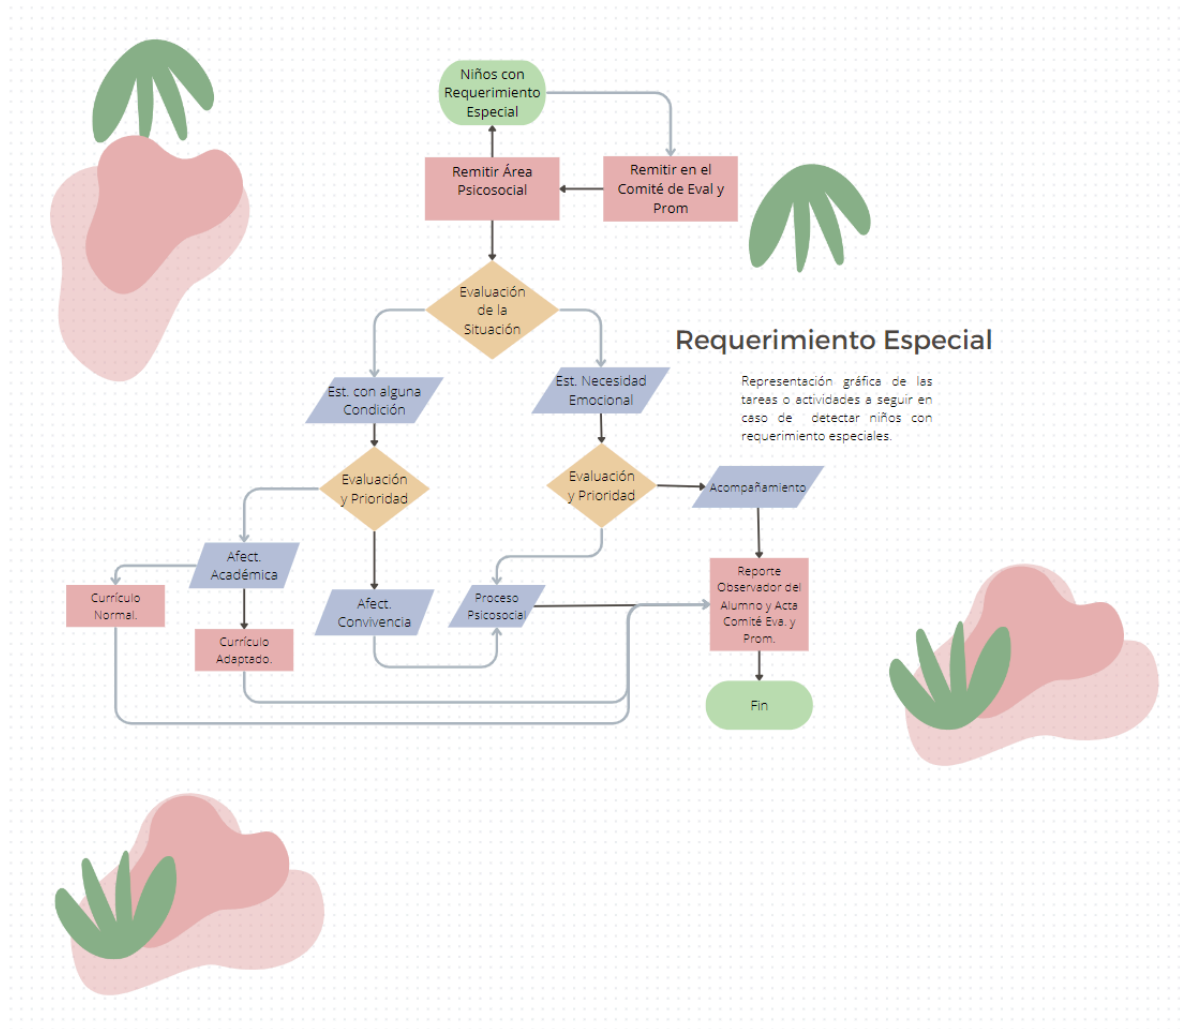 Niños con
Requerimiento
Especial
Remitir Área
Psicosocial
Remitir en el
Comité de Eval y
Prom
Evaluación
de la
Situación
Requerimiento Especial
Representación gráfica de las
tareas o actividades a seguir en
caso de detectar niños con
requerimiento especiales.
Est. con alguna
Condición
Est. Necesidad
Emocional
Evaluación
y Prioridad
Evaluación
y Prioridad
Acompañamiento
Afect.
Académica
Currículo
Normal.
Afect.
Convivencia
Proceso
Psicosocial
Reporte
Observador del
Alumno y Acta
Comité Eva. y
Prom.
Currículo
Adaptado.
Fin